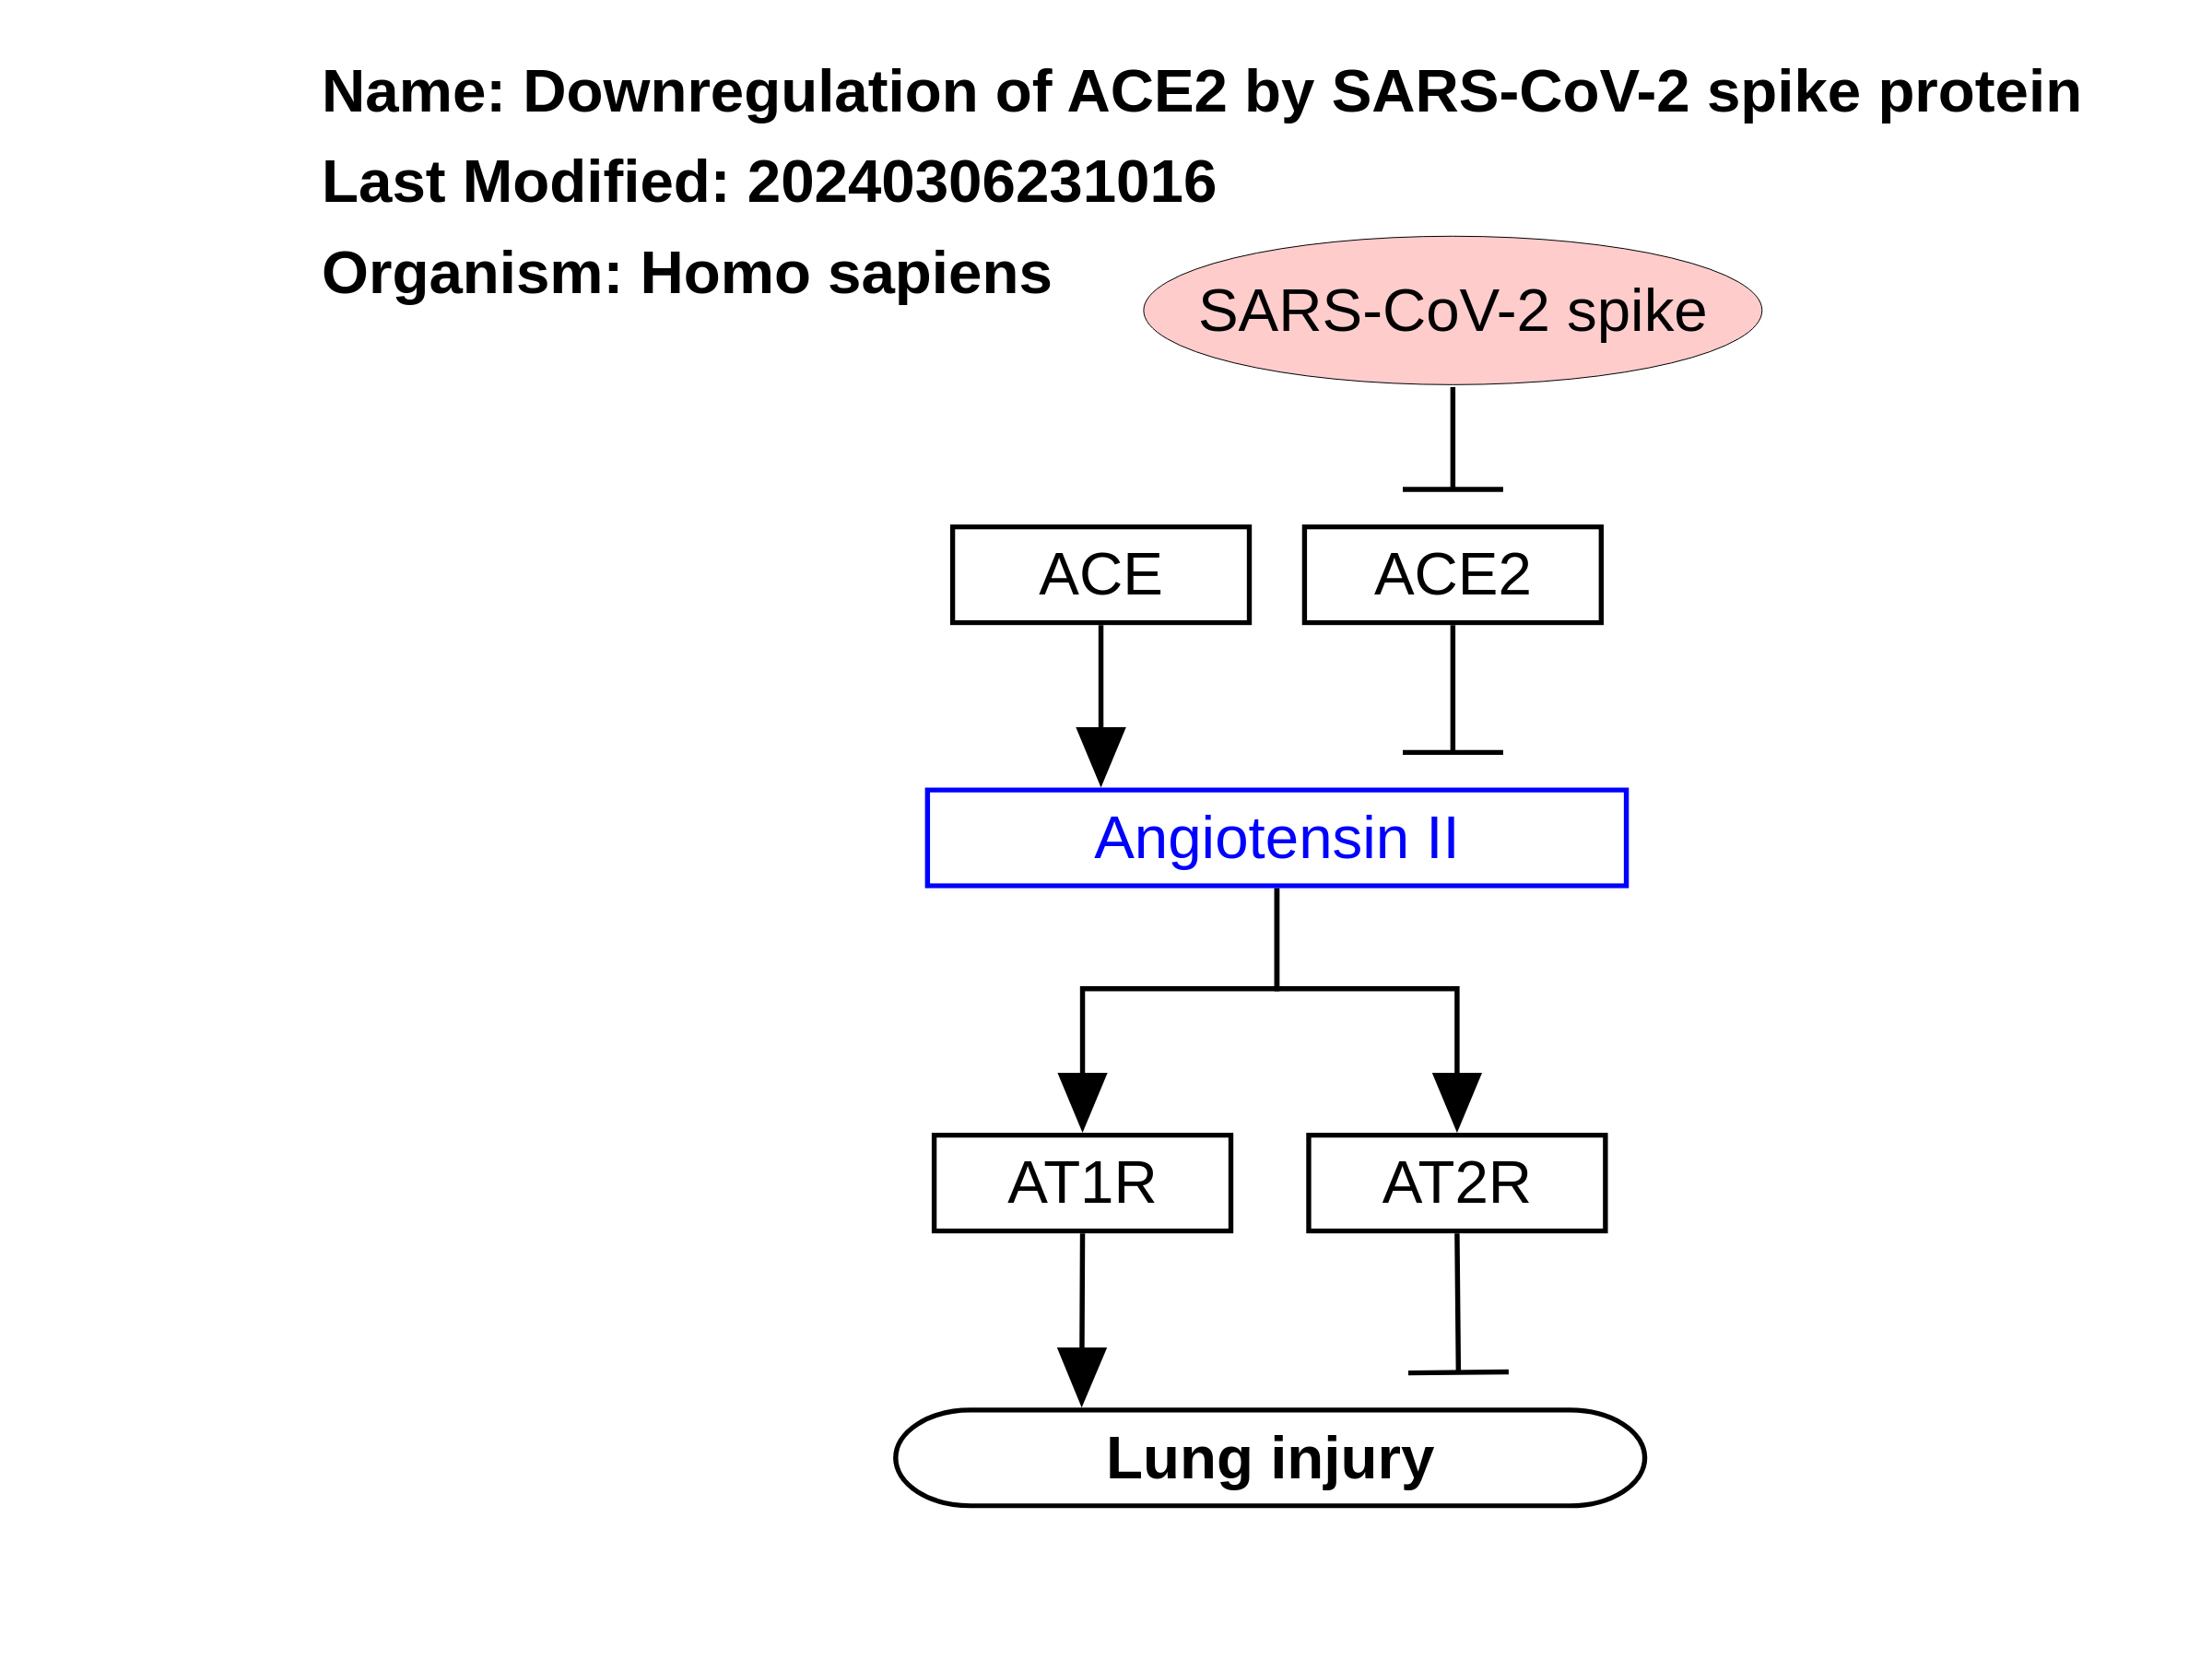 Name: Downregulation of ACE2 by SARS-CoV-2 spike protein
Last Modified: 20240306231016
Organism: Homo sapiens
SARS-CoV-2 spike
ACE
ACE2
Angiotensin II
AT1R
AT2R
Lung injury